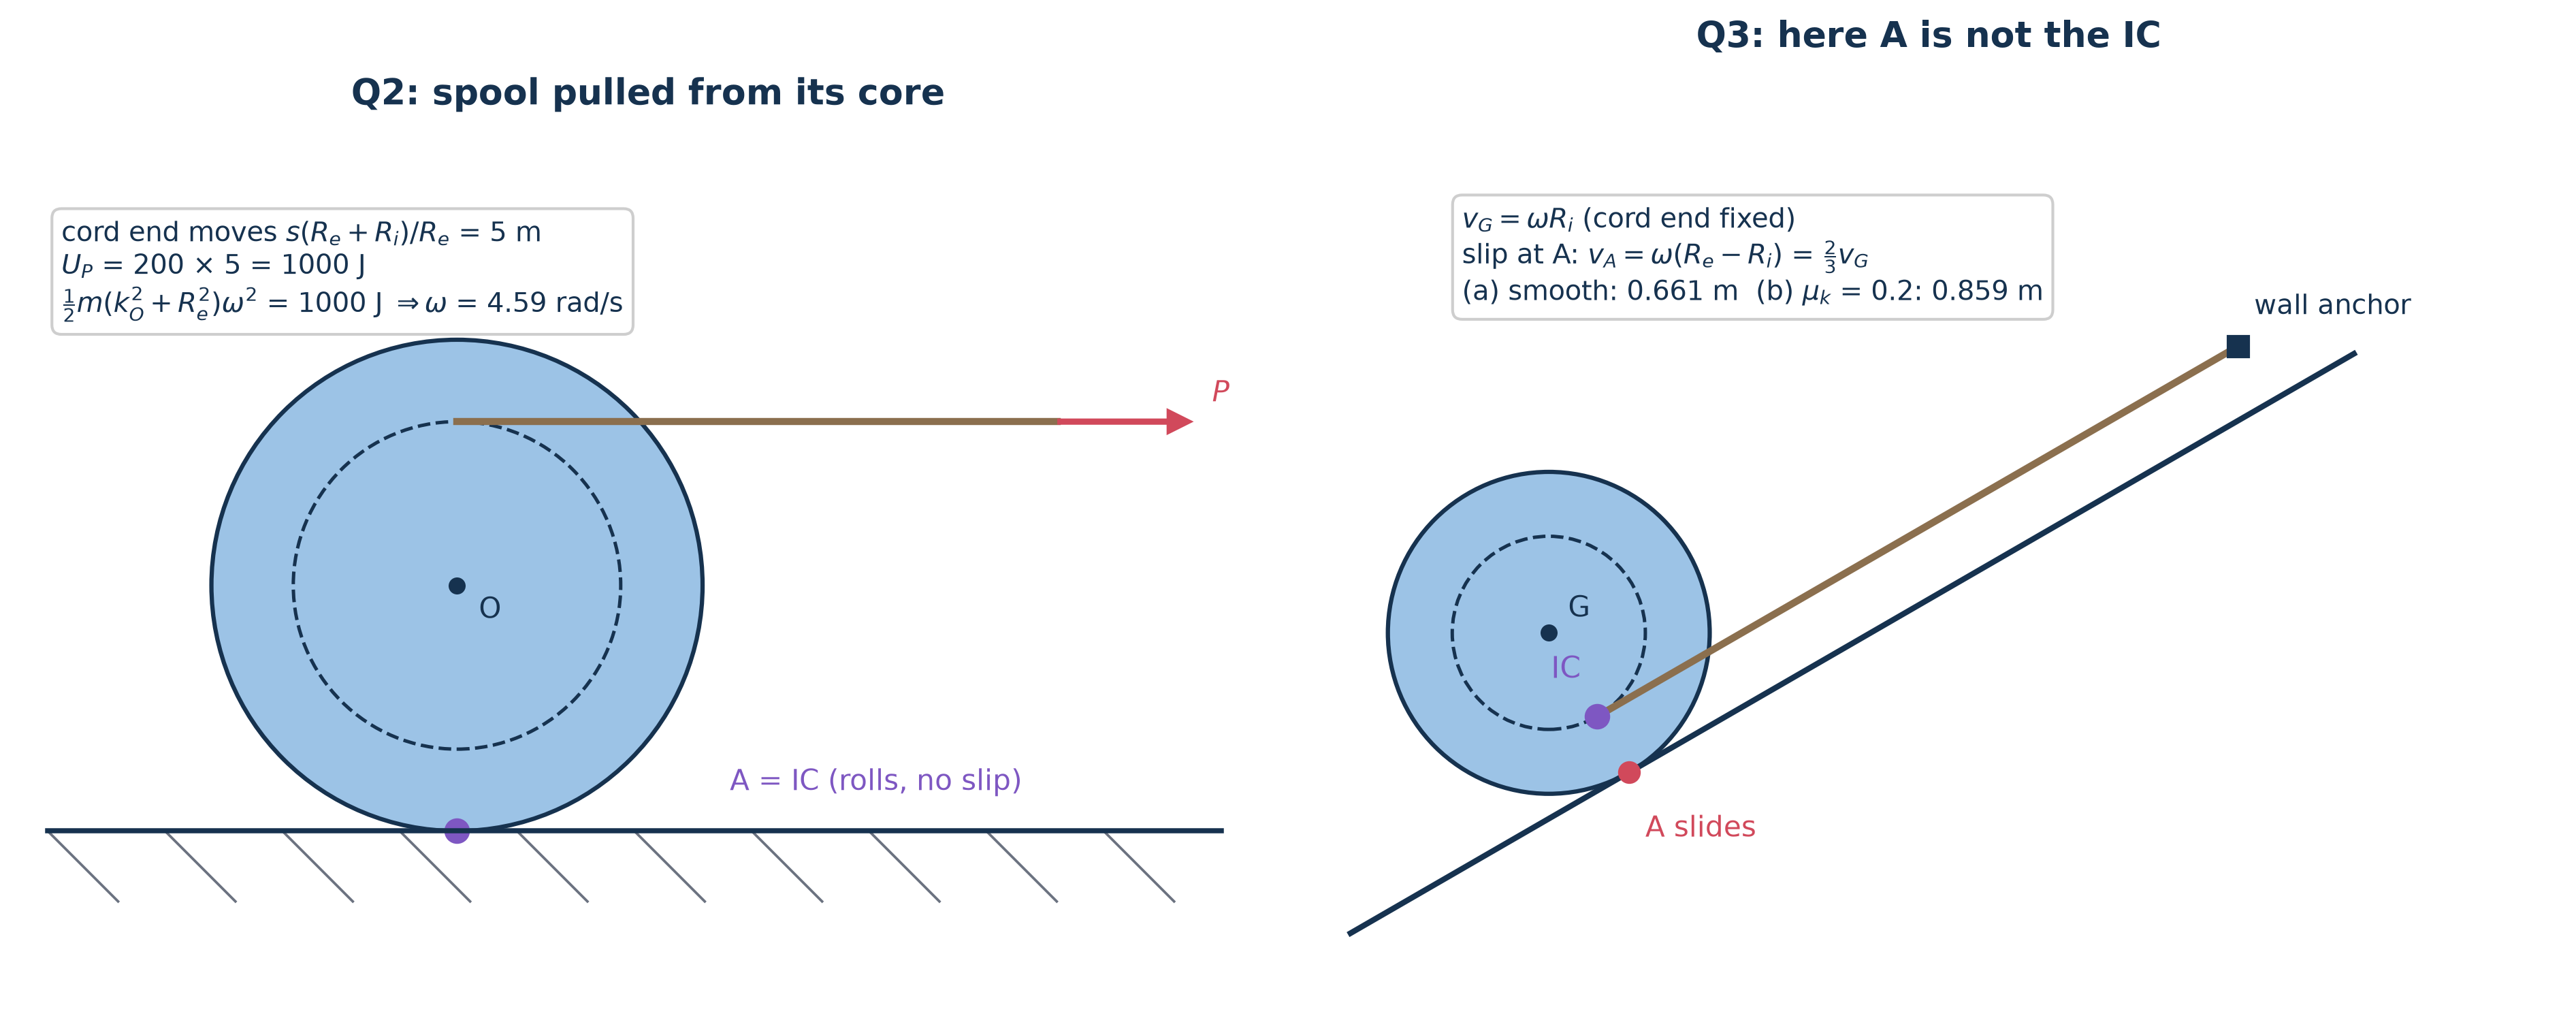 Q2: spool pulled from its core
cord end moves s(Rₑ + Rᵢ)/Rₑ = 5 m
U_P = 200 × 5 = 1000 J
½m(k_O² + Rₑ²)ω² = 1000 J ⇒ ω = 4.59 rad/s
P
O
A = IC (rolls, no slip)
Q3: here A is not the IC
v_G = ωRᵢ (cord end fixed)
slip at A: v_A = ω(Rₑ − Rᵢ) = ⅔v_G
(a) smooth: 0.661 m  (b) μₖ = 0.2: 0.859 m
wall anchor
G
IC
A slides